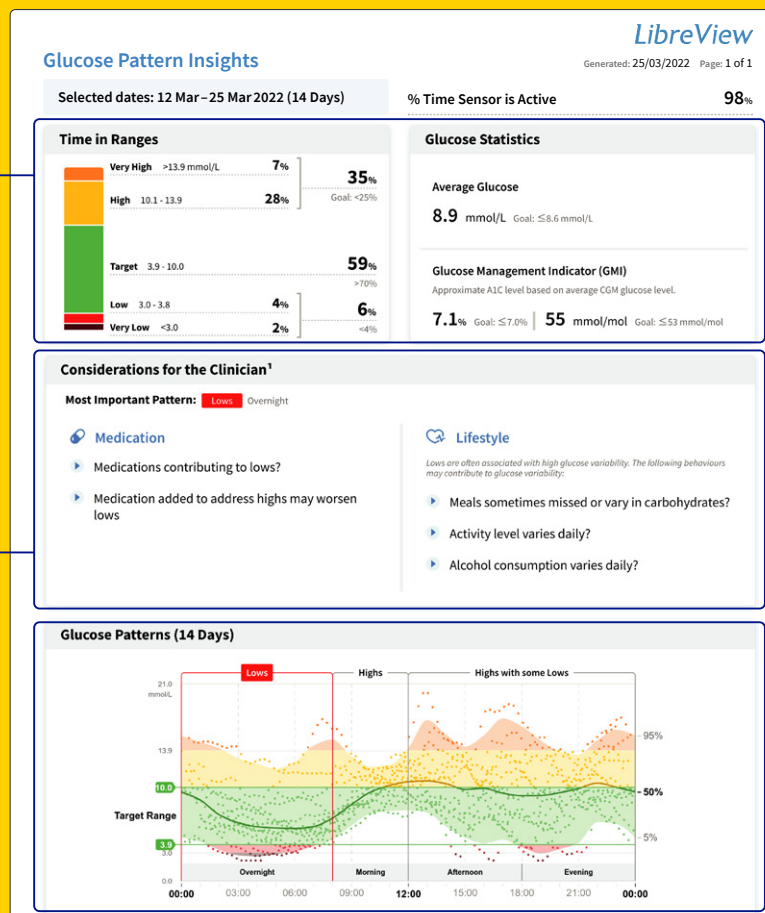 LibreView
Glucose Pattern Insights
Generated: 25/03/2022 Page: 1 of 1
Selected dates: 12 Mar – 25 Mar 2022 (14 Days)
% Time Sensor is Active 98%
Time in Ranges
Very High >13.9 mmol/L 7%
35%
Goal: <25%
High 10.1 - 13.9 28%
Target 3.9 - 10.0 59%
>70%
Low 3.0 - 3.8 4%
6%
<4%
Very Low <3.0 2%
Glucose Statistics
Average Glucose
8.9 mmol/L Goal: ≤8.6 mmol/L
Glucose Management Indicator (GMI)
Approximate A1C level based on average CGM glucose level.
7.1% Goal: ≤7.0% | 55 mmol/mol Goal: ≤53 mmol/mol
Considerations for the Clinician¹
Most Important Pattern: Lows Overnight
Medication
Medications contributing to lows?
Medication added to address highs may worsen
lows
Lifestyle
Lows are often associated with high glucose variability. The following behaviours
may contribute to glucose variability:
Meals sometimes missed or vary in carbohydrates?
Activity level varies daily?
Alcohol consumption varies daily?
Glucose Patterns (14 Days)
Lows Highs Highs with some Lows
21.0
mmol/L
95%
13.9
10.0
50%
Target Range
5%
3.9
3.0
Overnight Morning Afternoon Evening
0.0
00:00 03:00 06:00 09:00 12:00 15:00 18:00 21:00 00:00